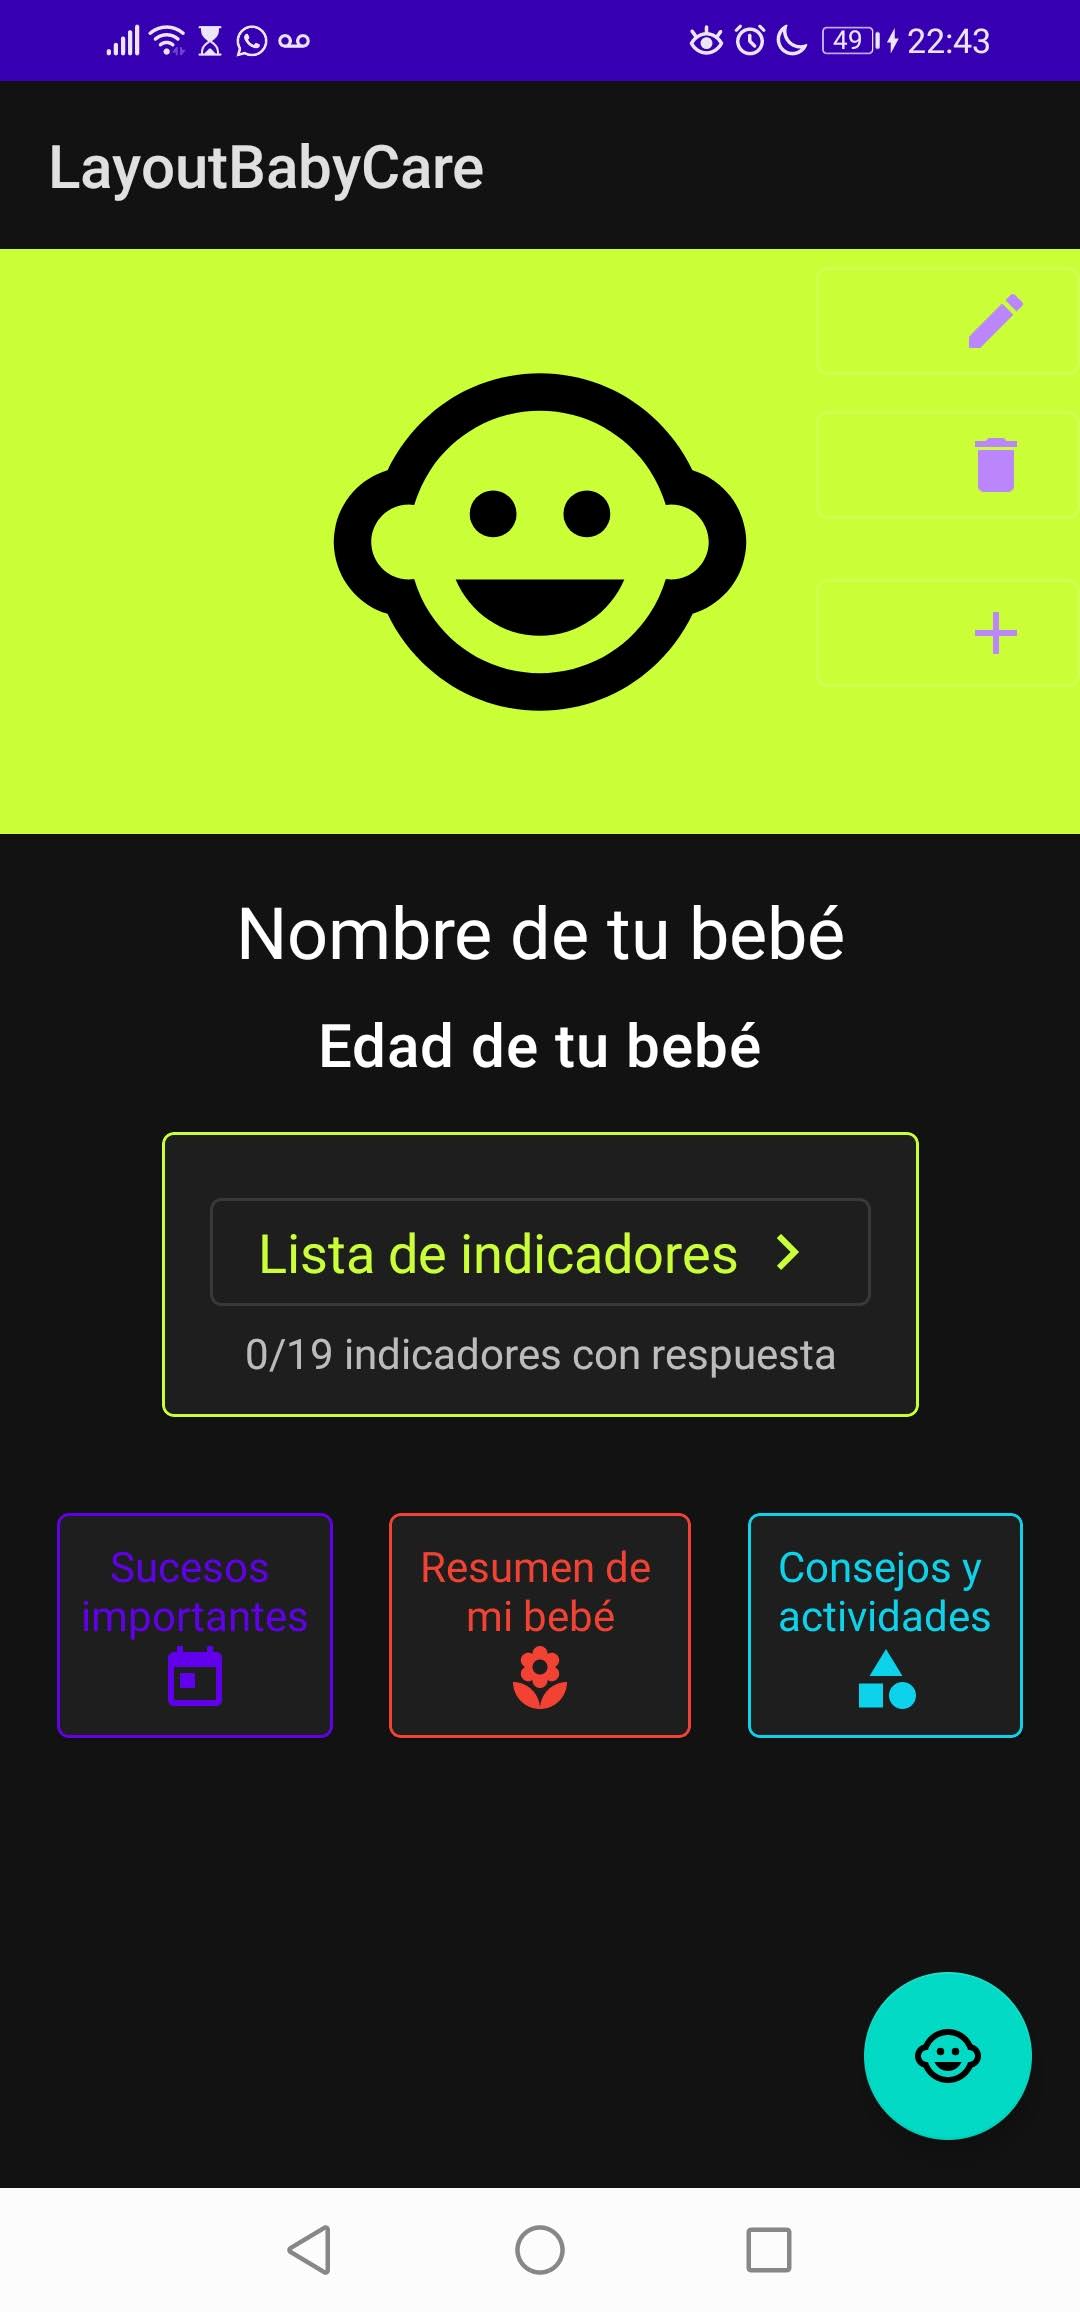 49 22:43
LayoutBabyCare
Nombre de tu bebé
Edad de tu bebé
Lista de indicadores
0/19 indicadores con respuesta
Sucesos
importantes
Resumen de
mi bebé
Consejos y
actividades